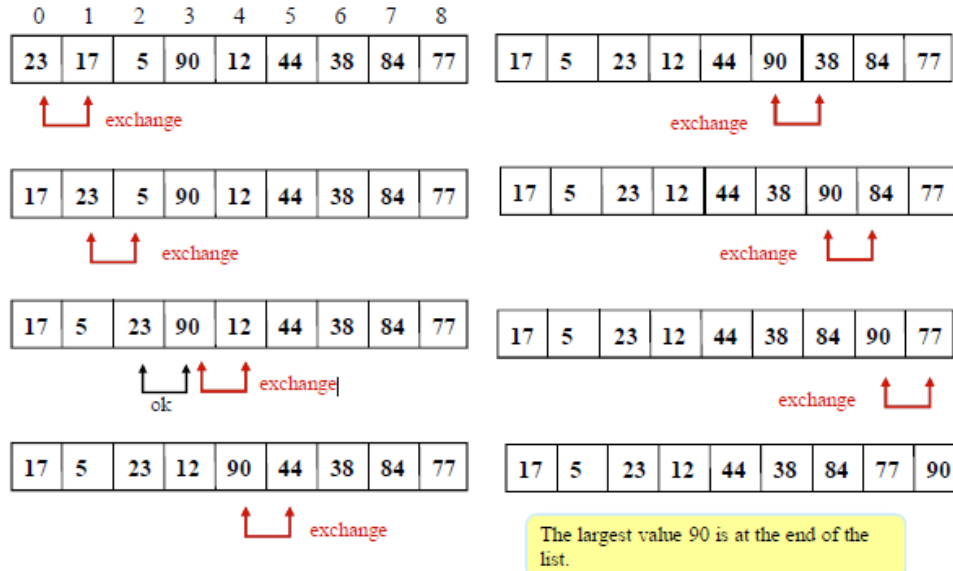 0 1 2 3 4 5 6 7 8
23 17 5 90 12 44 38 84 77
exchange
17 23 5 90 12 44 38 84 77
exchange
17 5 23 90 12 44 38 84 77
ok
exchange
17 5 23 12 90 44 38 84 77
exchange
17 5 23 12 44 90 38 84 77
exchange
17 5 23 12 44 38 90 84 77
exchange
17 5 23 12 44 38 84 90 77
exchange
17 5 23 12 44 38 84 77 90
The largest value 90 is at the end of the
list.